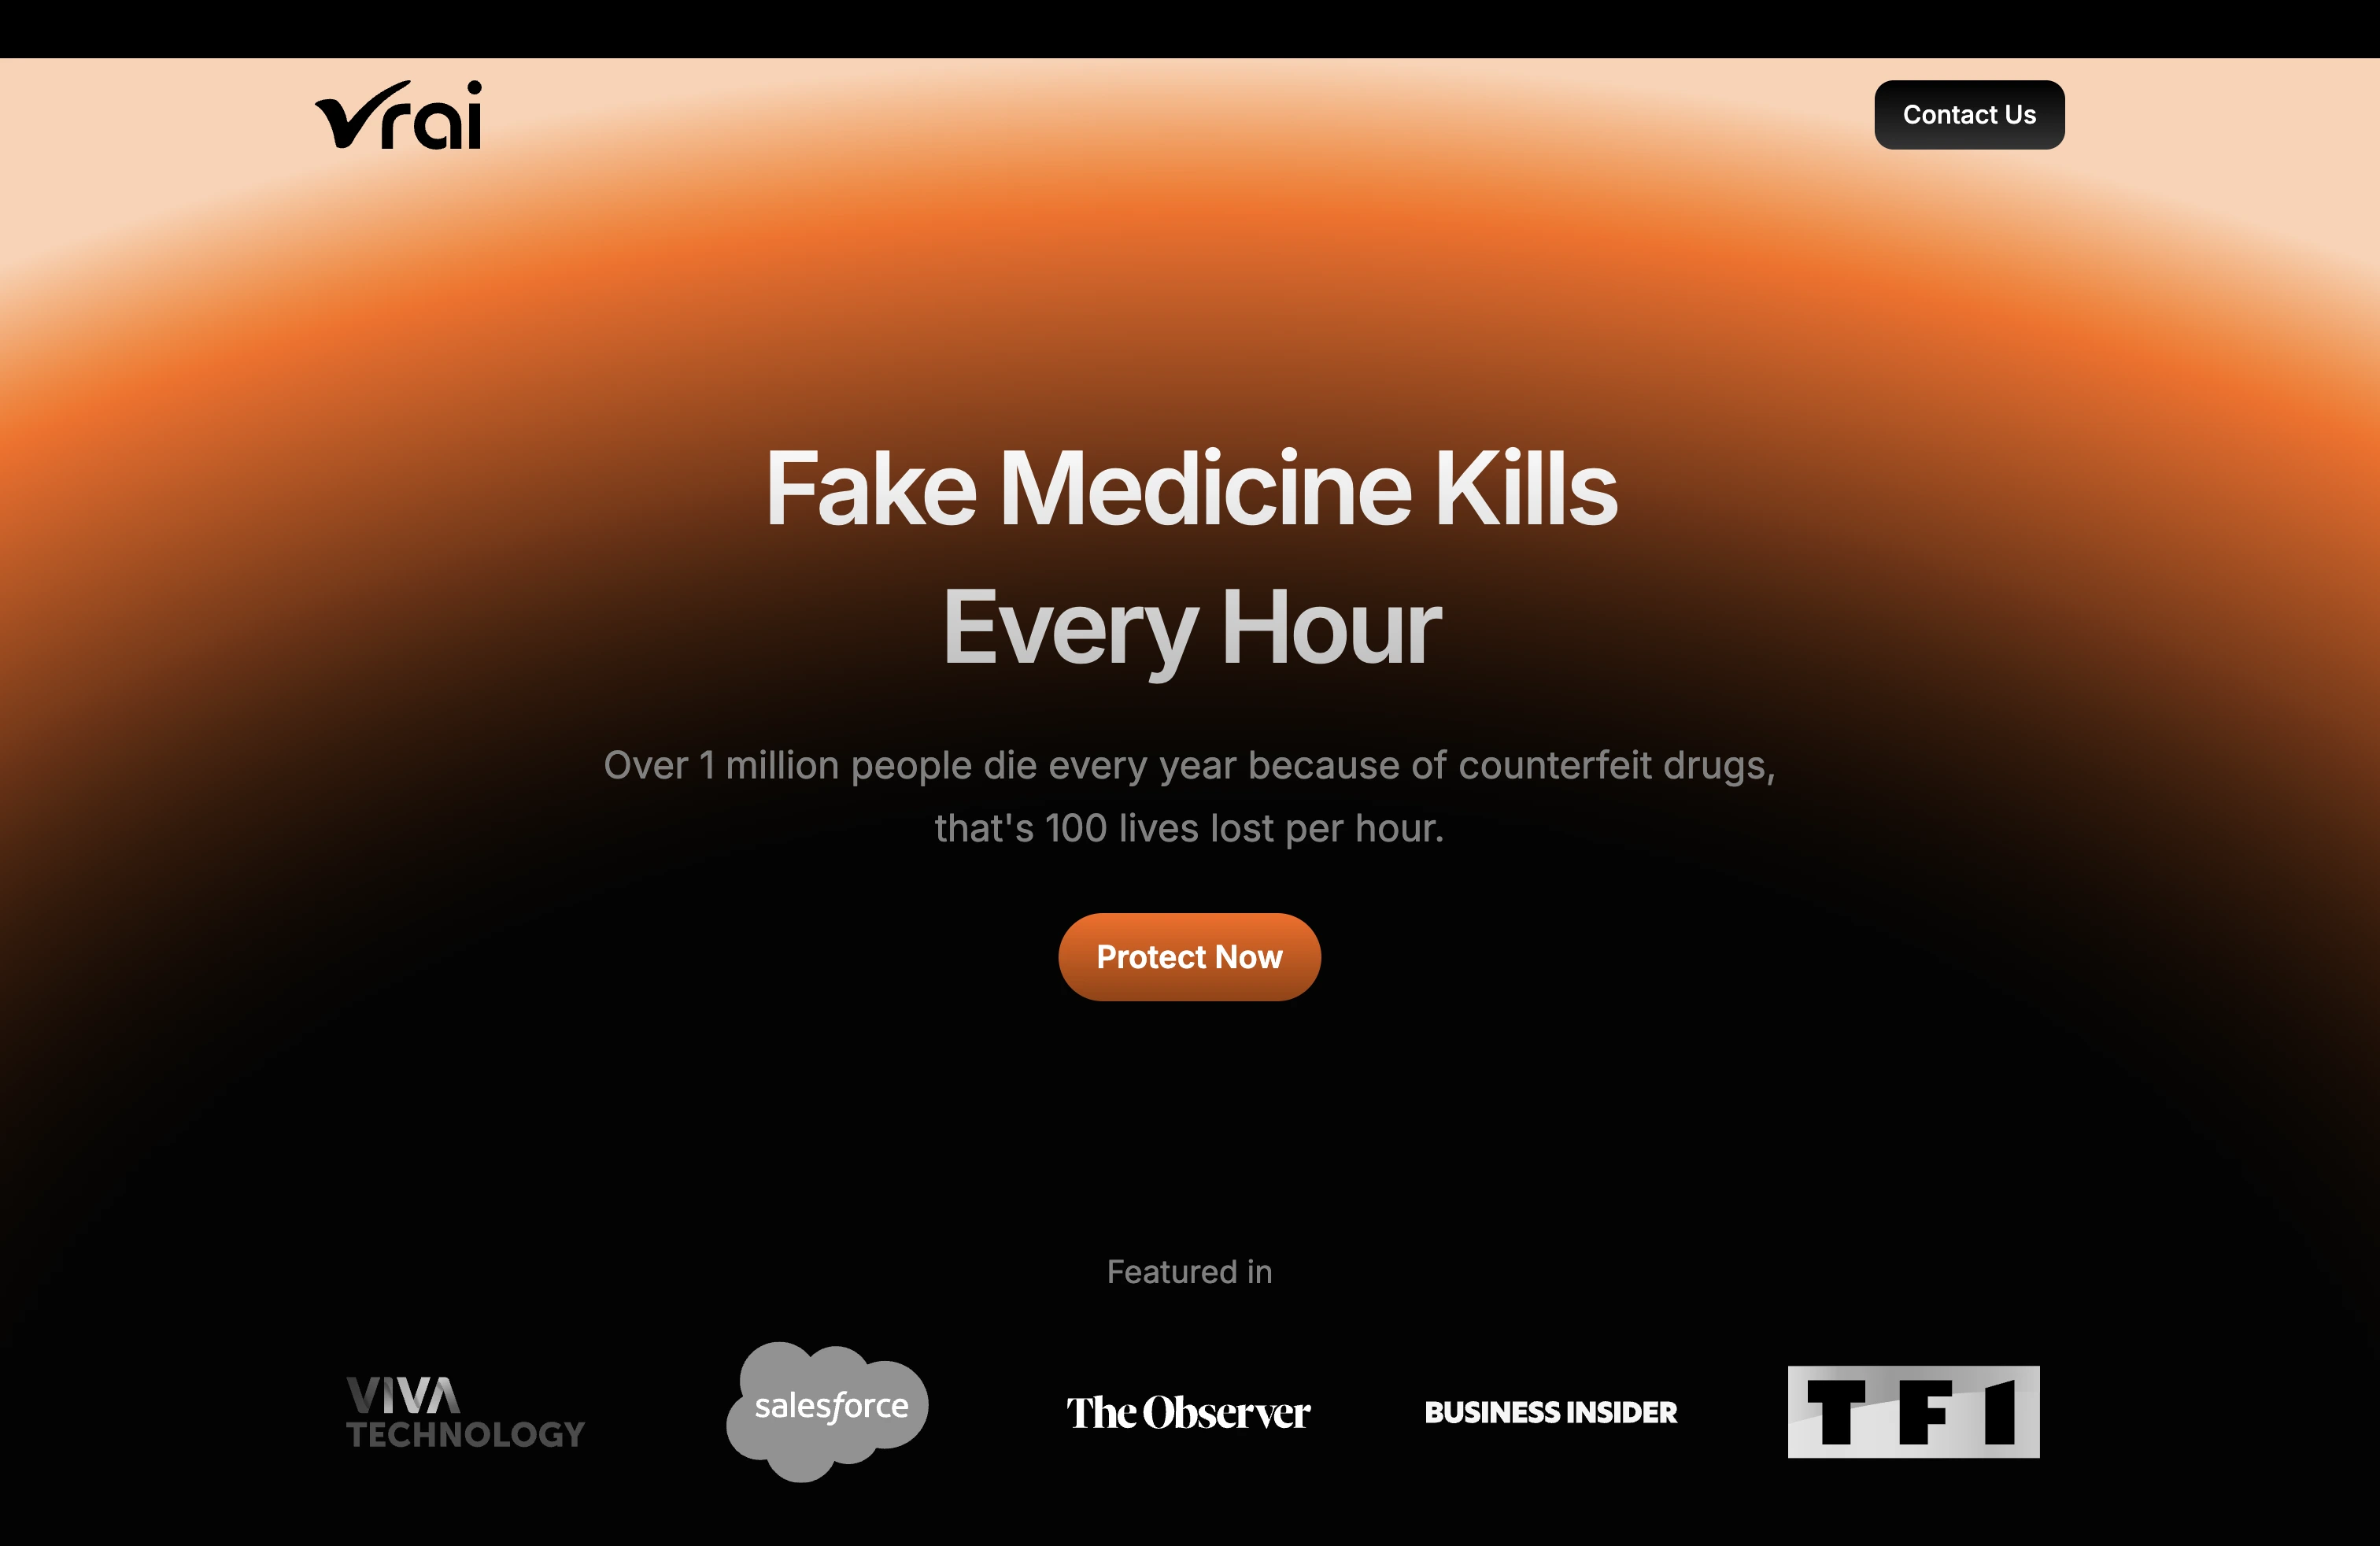 vrai
Contact Us
Fake Medicine Kills
Every Hour
Over 1 million people die every year because of counterfeit drugs,
that's 100 lives lost per hour.
Protect Now
Featured in
VIVA
TECHNOLOGY
salesforce
The Observer
BUSINESS INSIDER
TF1